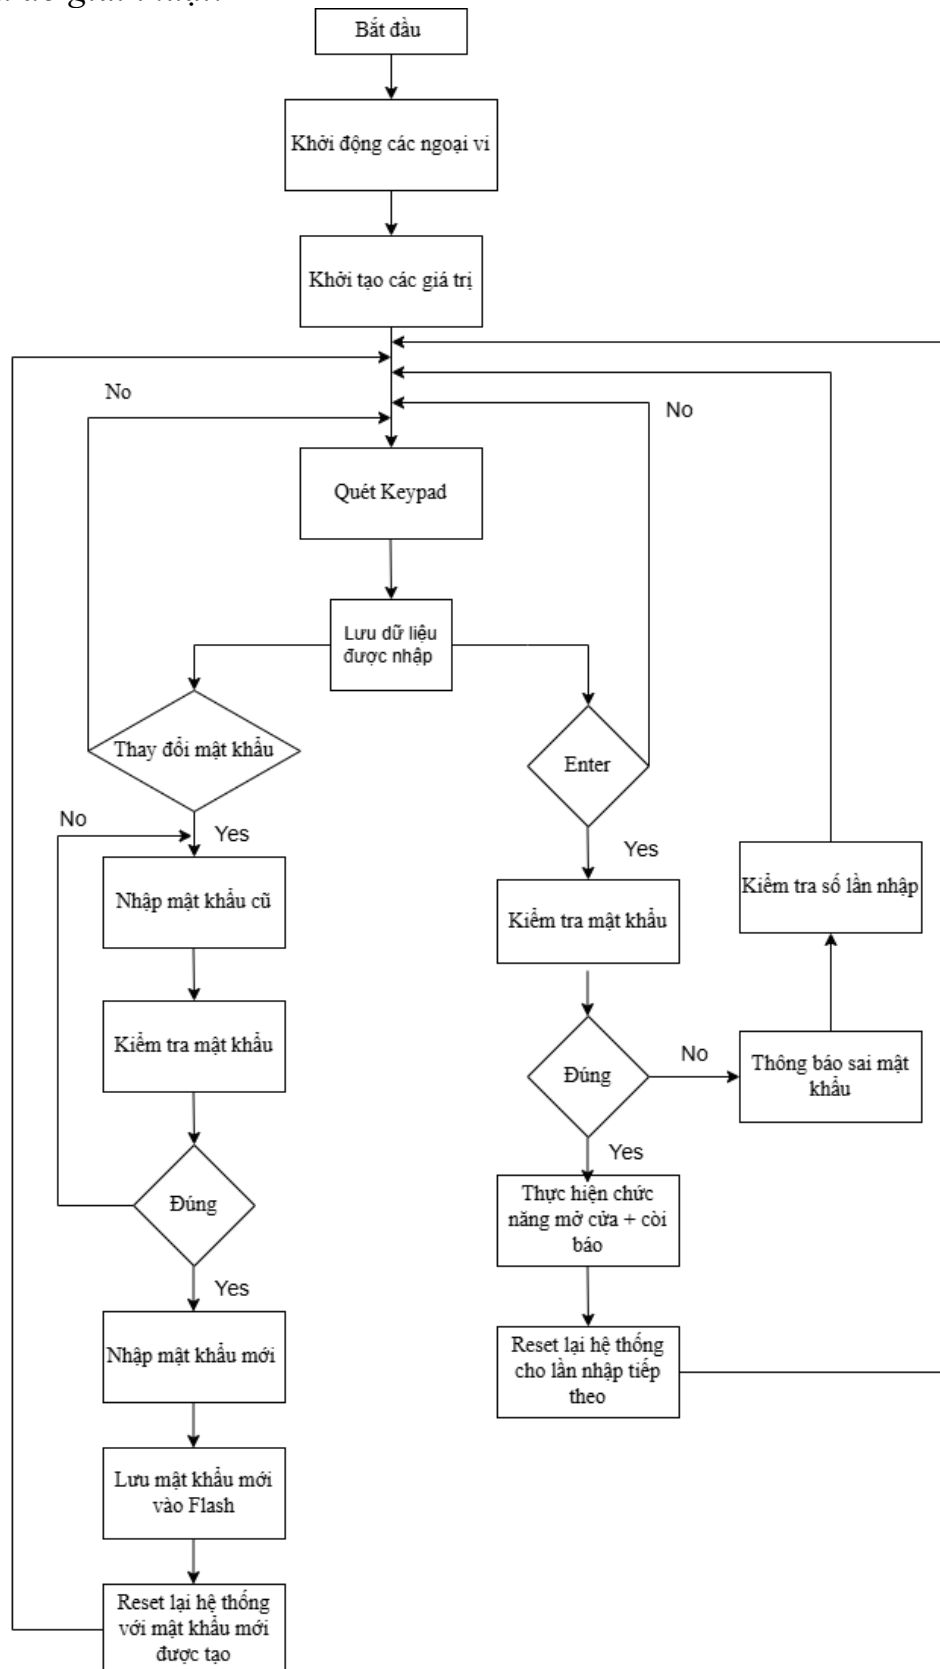 Bắt đầu
Khởi động các ngoại vi
Khởi tạo các giá trị
No
No
Quét Keypad
Lưu dữ liệu
được nhập
Thay đổi mật khẩu
Enter
No
Yes
Yes
Nhập mật khẩu cũ
Kiểm tra mật khẩu
Kiểm tra số lần nhập
Kiểm tra mật khẩu
Đúng
No
Thông báo sai mật
khẩu
Đúng
Yes
Thực hiện chức
năng mở cửa + còi
báo
Yes
Nhập mật khẩu mới
Reset lại hệ thống
cho lần nhập tiếp
theo
Lưu mật khẩu mới
vào Flash
Reset lại hệ thống
với mật khẩu mới
được tạo